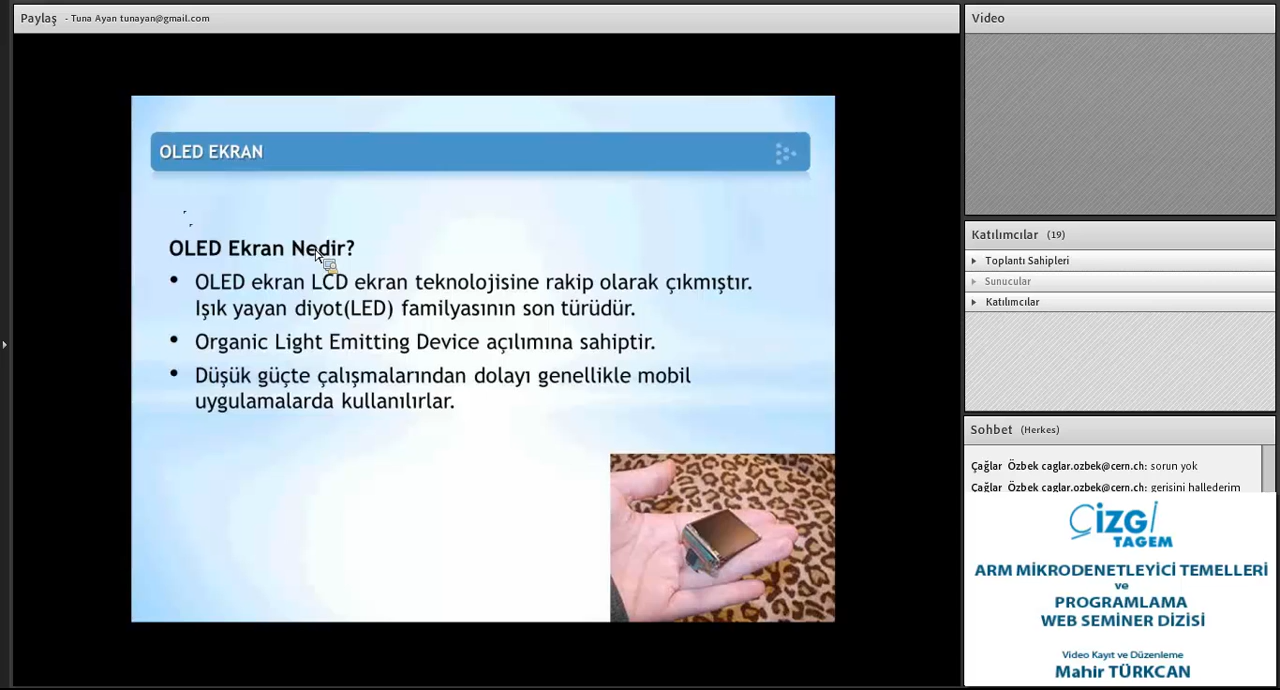 Paylaş - Tuna Ayan tunayan@gmail.com
OLED EKRAN
OLED Ekran Nedir?
• OLED ekran LCD ekran teknolojisine rakip olarak çıkmıştır.
Işık yayan diyot(LED) familyasının son türüdür.
• Organic Light Emitting Device açılımına sahiptir.
• Düşük güçte çalışmalarından dolayı genellikle mobil
uygulamalarda kullanılırlar.
Video
Katılımcılar (19)
Toplantı Sahipleri
Sunucular
Katılımcılar
Sohbet (Herkes)
Çağlar Özbek caglar.ozbek@cern.ch: sorun yok
Çağlar Özbek caglar.ozbek@cern.ch: gerisini hallederim
ÇİZGİ
TAGEM
ARM MİKRODENETLEYİCİ TEMELLERİ
ve
PROGRAMLAMA
WEB SEMİNER DİZİSİ
Video Kayıt ve Düzenleme
Mahir TÜRKCAN